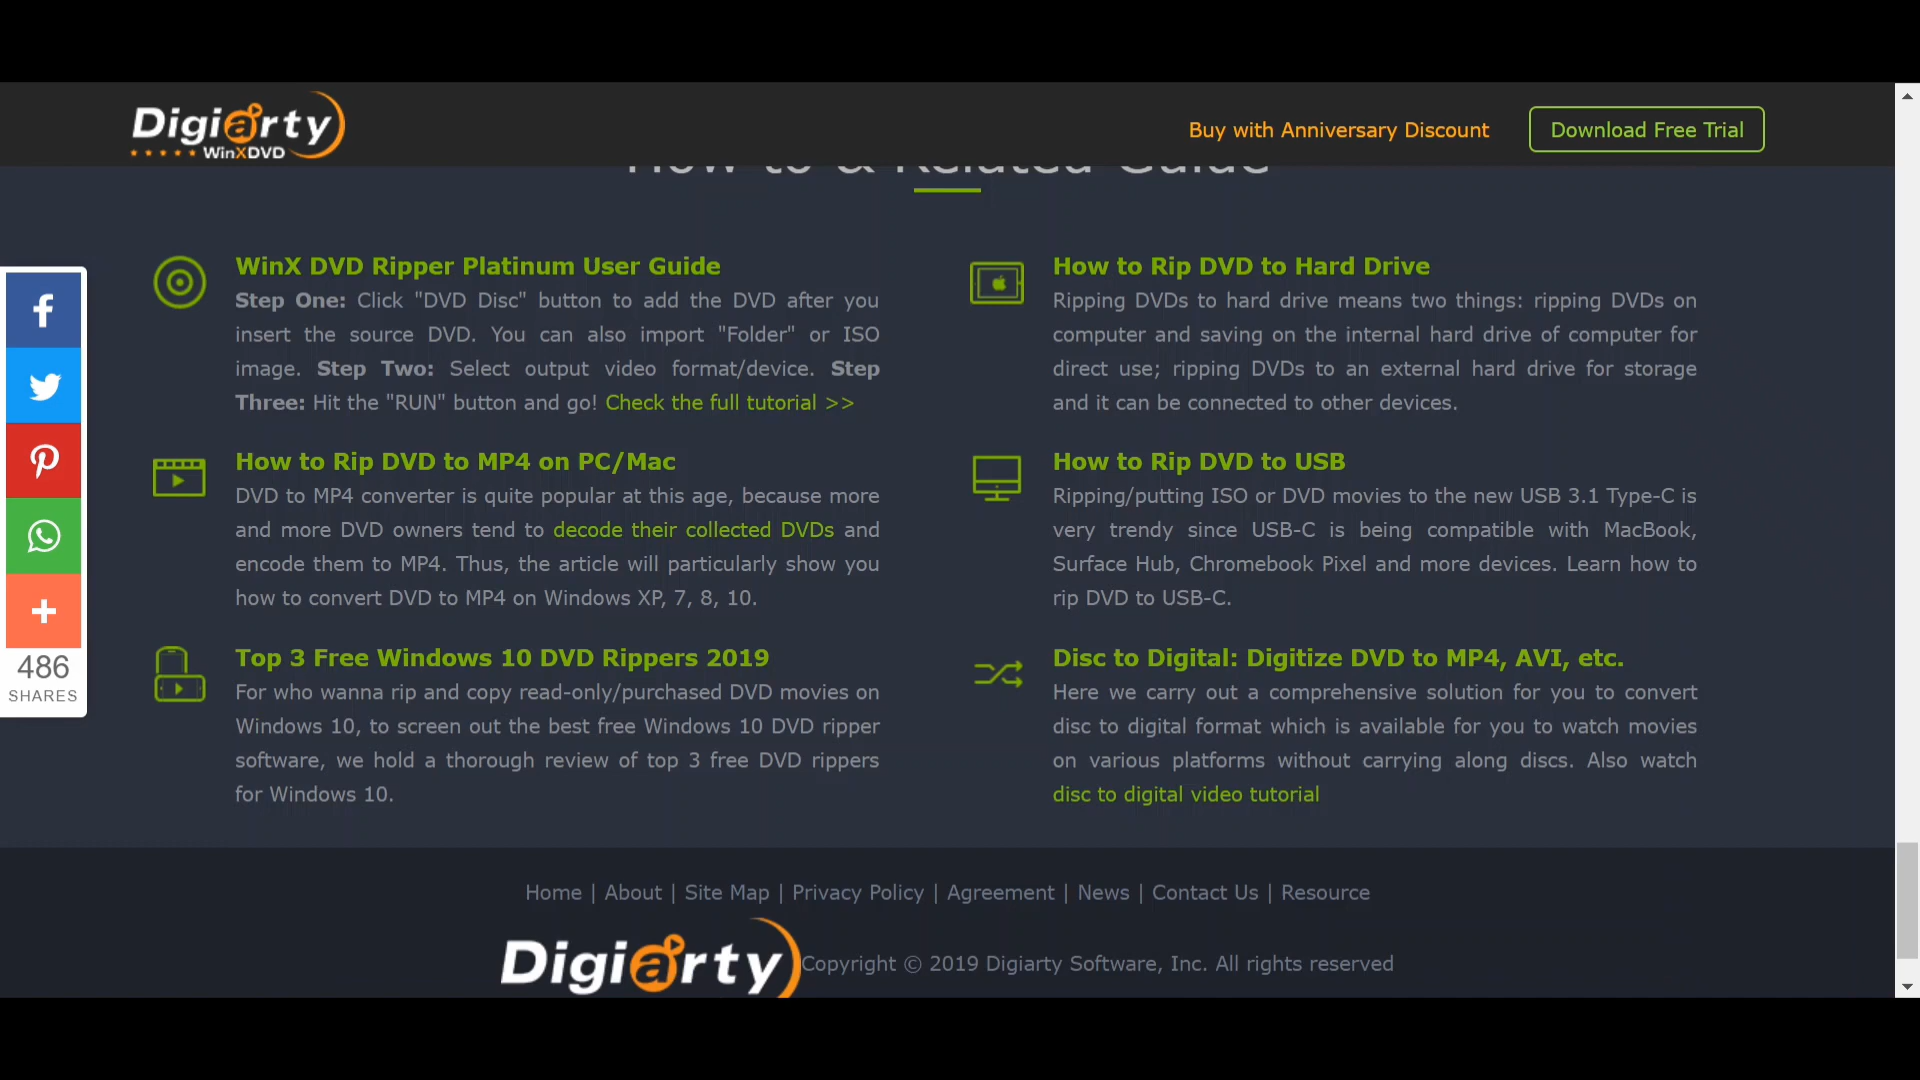 Digiarty
WinXDVD
Buy with Anniversary Discount
Download Free Trial
How to & Related Guide
WinX DVD Ripper Platinum User Guide
Step One: Click "DVD Disc" button to add the DVD after you
insert the source DVD. You can also import "Folder" or ISO
image. Step Two: Select output video format/device. Step
Three: Hit the "RUN" button and go! Check the full tutorial >>
How to Rip DVD to Hard Drive
Ripping DVDs to hard drive means two things: ripping DVDs on
computer and saving on the internal hard drive of computer for
direct use; ripping DVDs to an external hard drive for storage
and it can be connected to other devices.
How to Rip DVD to MP4 on PC/Mac
DVD to MP4 converter is quite popular at this age, because more
and more DVD owners tend to decode their collected DVDs and
encode them to MP4. Thus, the article will particularly show you
how to convert DVD to MP4 on Windows XP, 7, 8, 10.
How to Rip DVD to USB
Ripping/putting ISO or DVD movies to the new USB 3.1 Type-C is
very trendy since USB-C is being compatible with MacBook,
Surface Hub, Chromebook Pixel and more devices. Learn how to
rip DVD to USB-C.
486
SHARES
Top 3 Free Windows 10 DVD Rippers 2019
For who wanna rip and copy read-only/purchased DVD movies on
Windows 10, to screen out the best free Windows 10 DVD ripper
software, we hold a thorough review of top 3 free DVD rippers
for Windows 10.
Disc to Digital: Digitize DVD to MP4, AVI, etc.
Here we carry out a comprehensive solution for you to convert
disc to digital format which is available for you to watch movies
on various platforms without carrying along discs. Also watch
disc to digital video tutorial
Home | About | Site Map | Privacy Policy | Agreement | News | Contact Us | Resource
Digiarty Copyright © 2019 Digiarty Software, Inc. All rights reserved